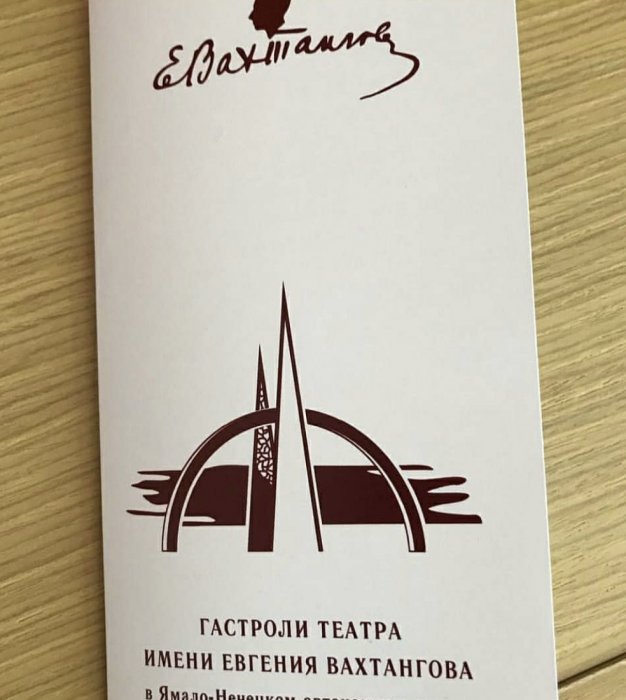 Е Вахтангов
ГАСТРОЛИ ТЕАТРА
ИМЕНИ ЕВГЕНИЯ ВАХТАНГОВА
в Ямало-Ненецком